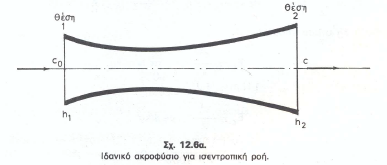 θέση
1
θέση
2
c₀
c
h₁
h₂
Σχ. 12.6α.
Ιδανικό ακροφύσιο για ισεντροπική ροή.